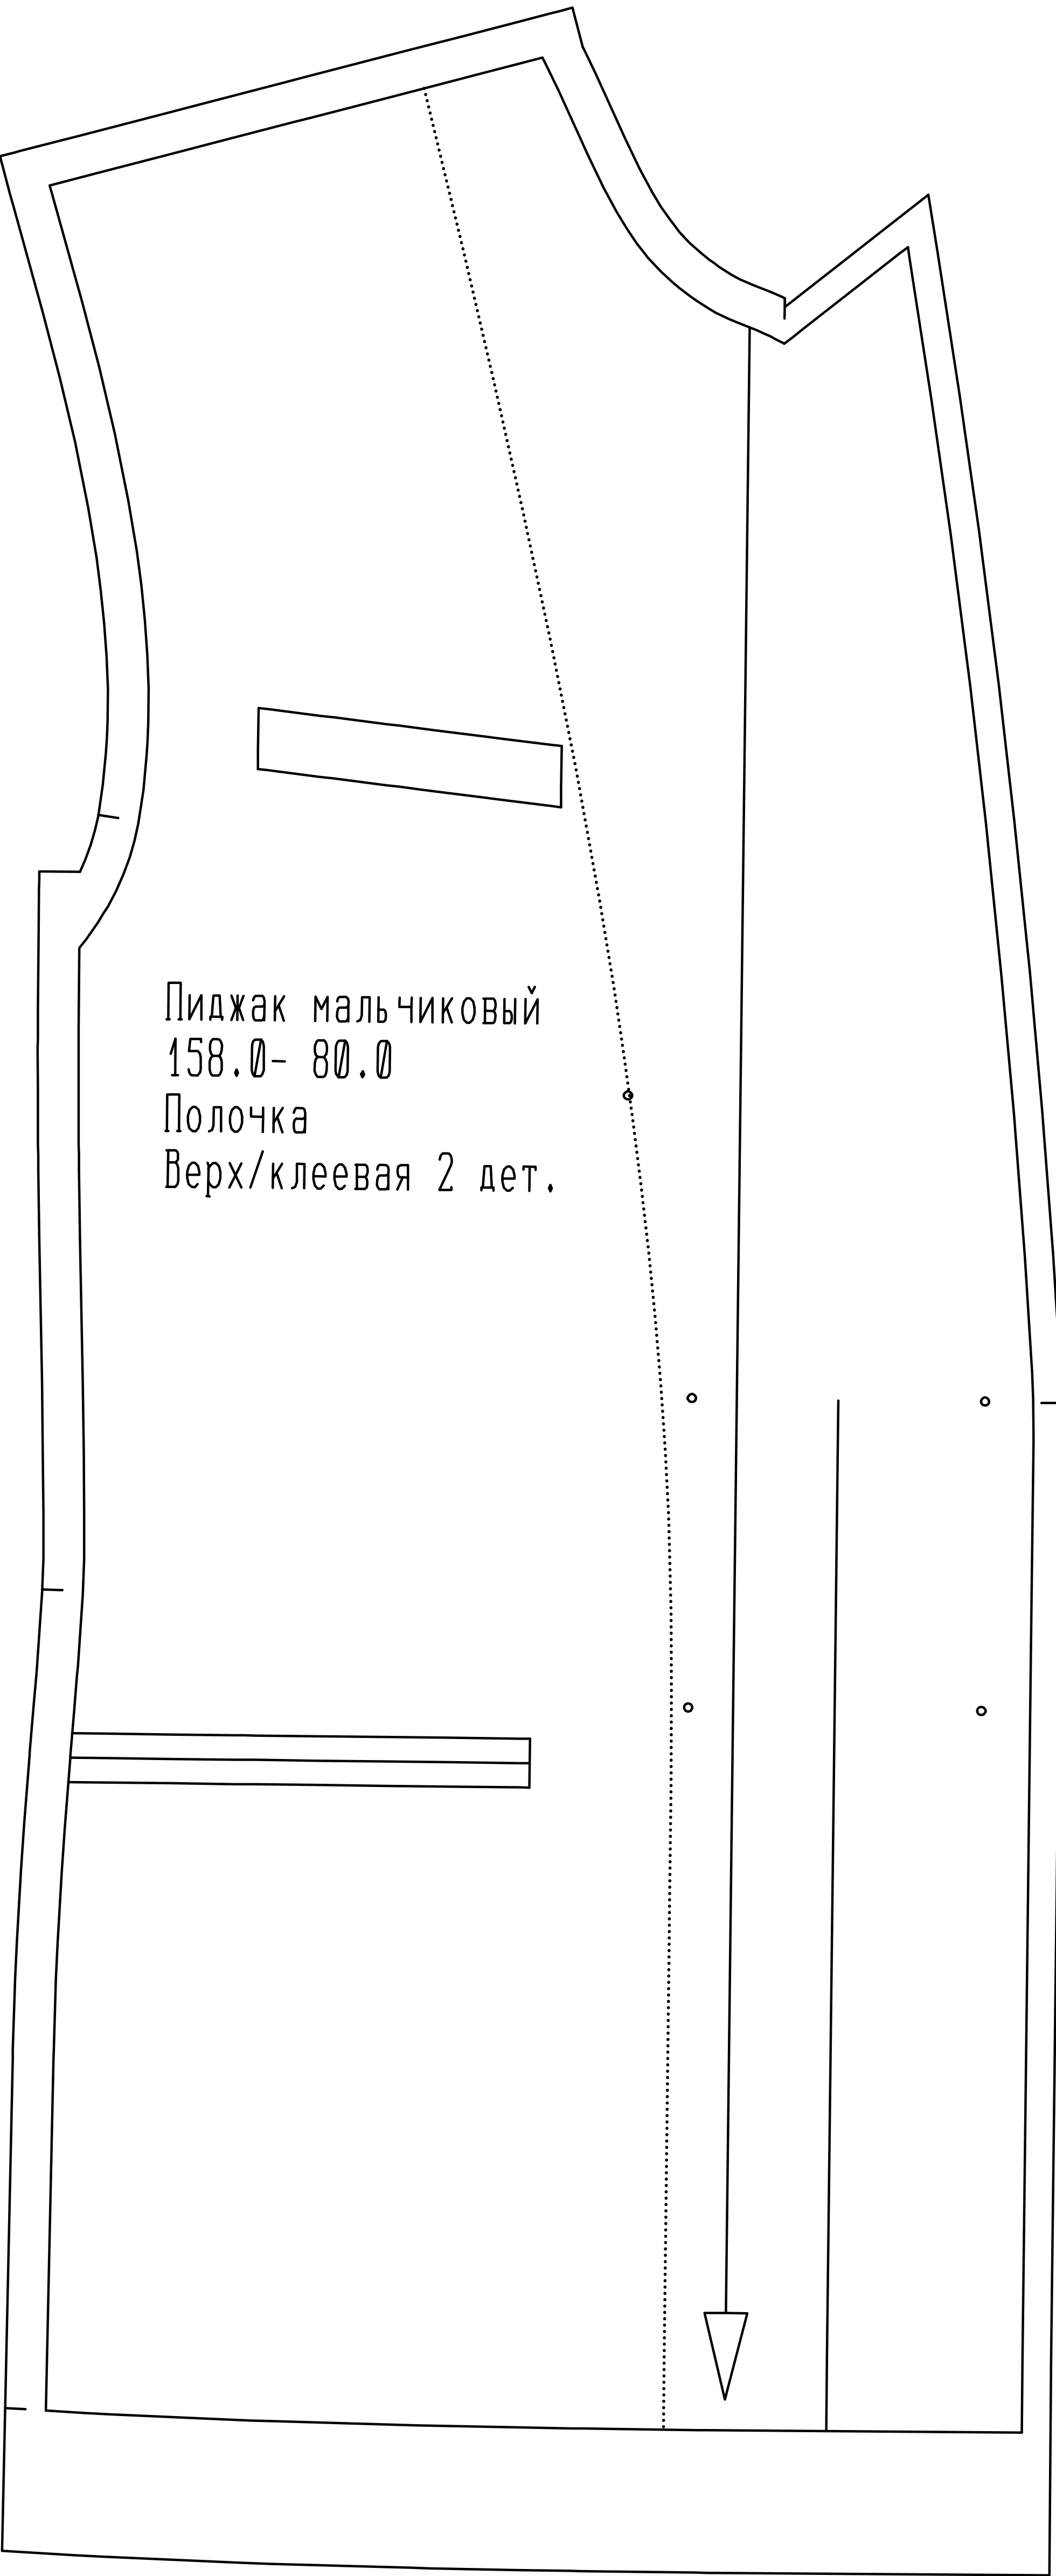 Пиджак мальчиковый
158.0- 80.0
Полочка
Верх/клеевая 2 дет.